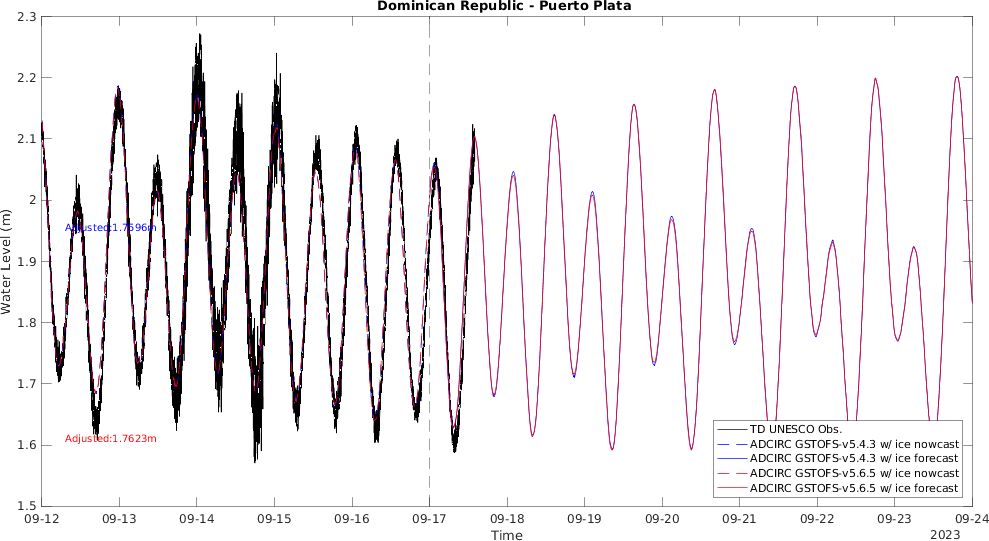 Dominican Republic - Puerto Plata
2.3
2.2
2.1
2
1.9
1.8
1.7
1.6
1.5
Water Level (m)
Adjusted:1.7596m
Adjusted:1.7623m
TD UNESCO Obs.
ADCIRC GSTOFS-v5.4.3 w/ ice nowcast
ADCIRC GSTOFS-v5.4.3 w/ ice forecast
ADCIRC GSTOFS-v5.6.5 w/ ice nowcast
ADCIRC GSTOFS-v5.6.5 w/ ice forecast
09-12 09-13 09-14 09-15 09-16 09-17 09-18 09-19 09-20 09-21 09-22 09-23 09-24
Time
2023